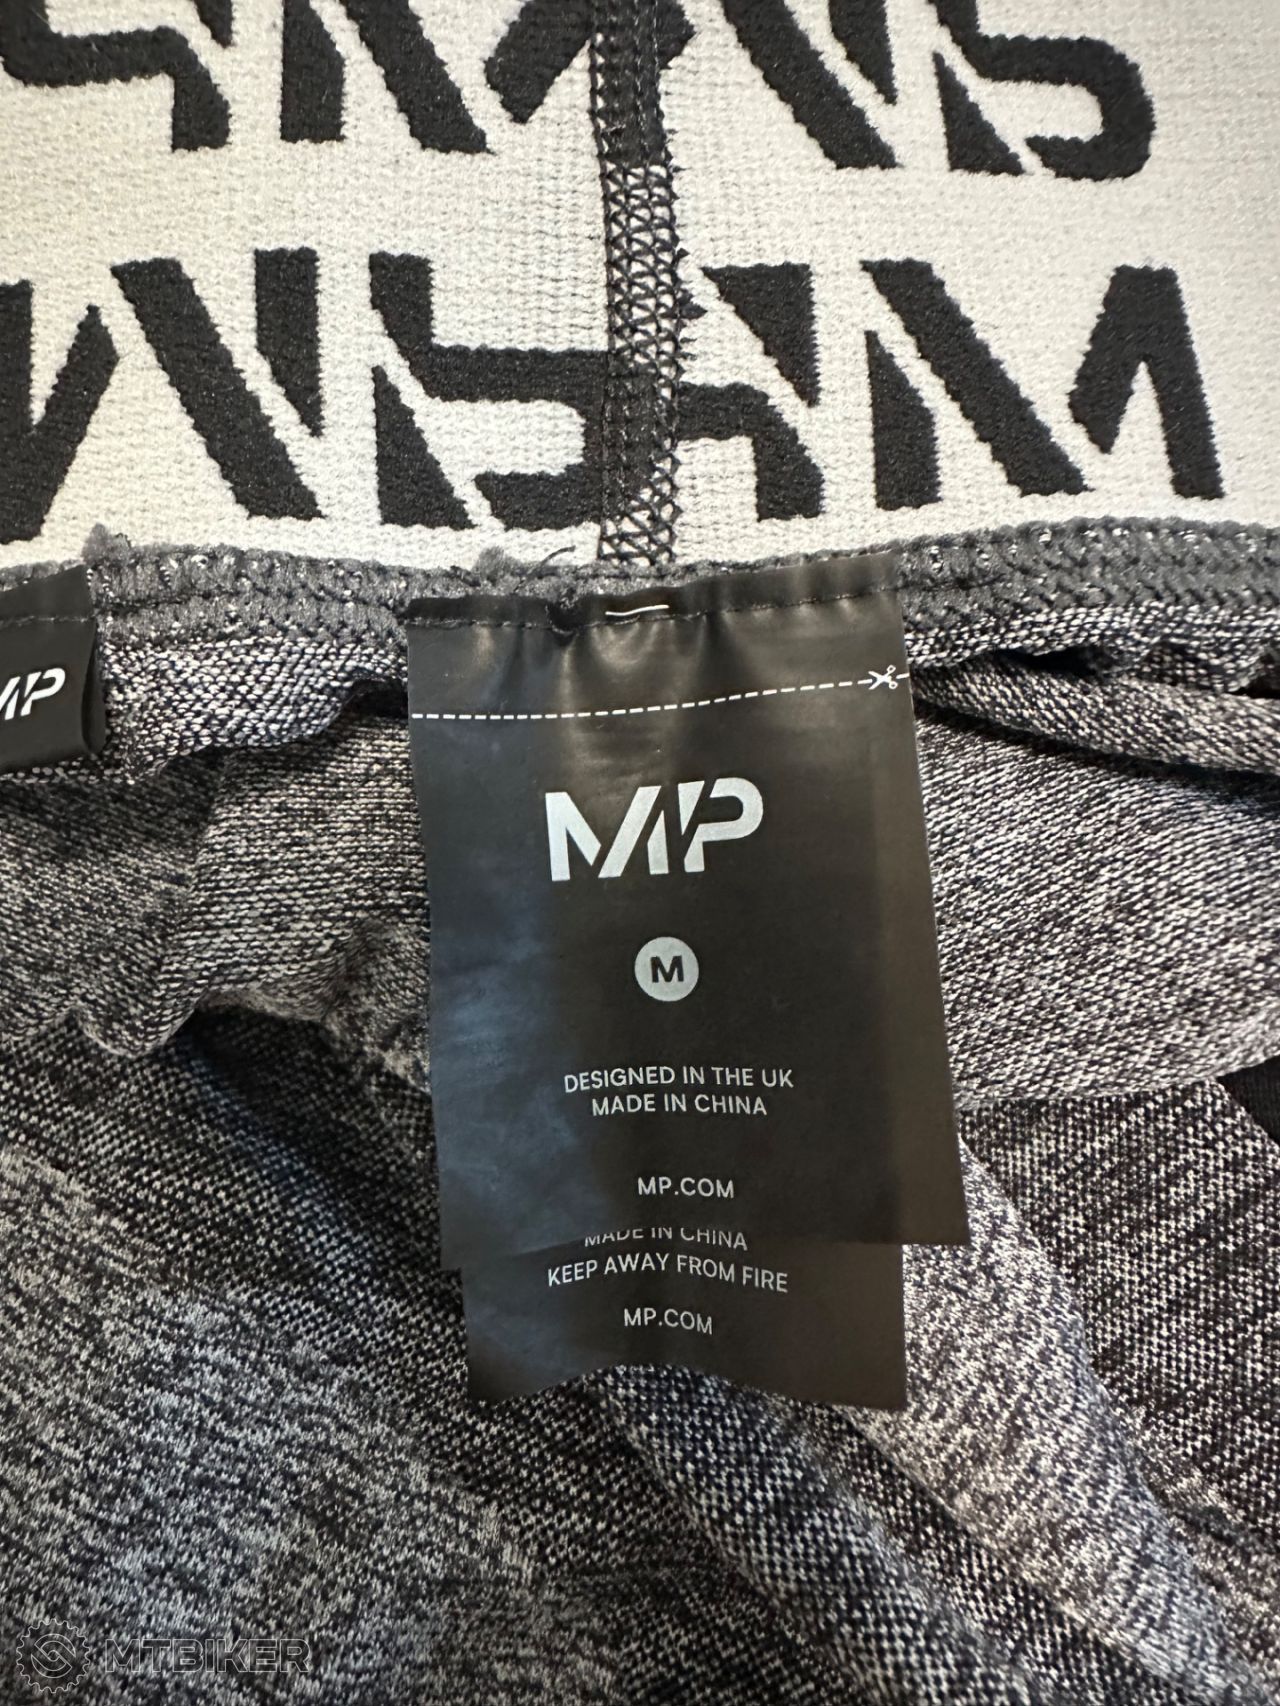 MP
MP
M
DESIGNED IN THE UK
MADE IN CHINA
MP.COM
MADE IN CHINA
KEEP AWAY FROM FIRE
MP.COM
MTBIKER